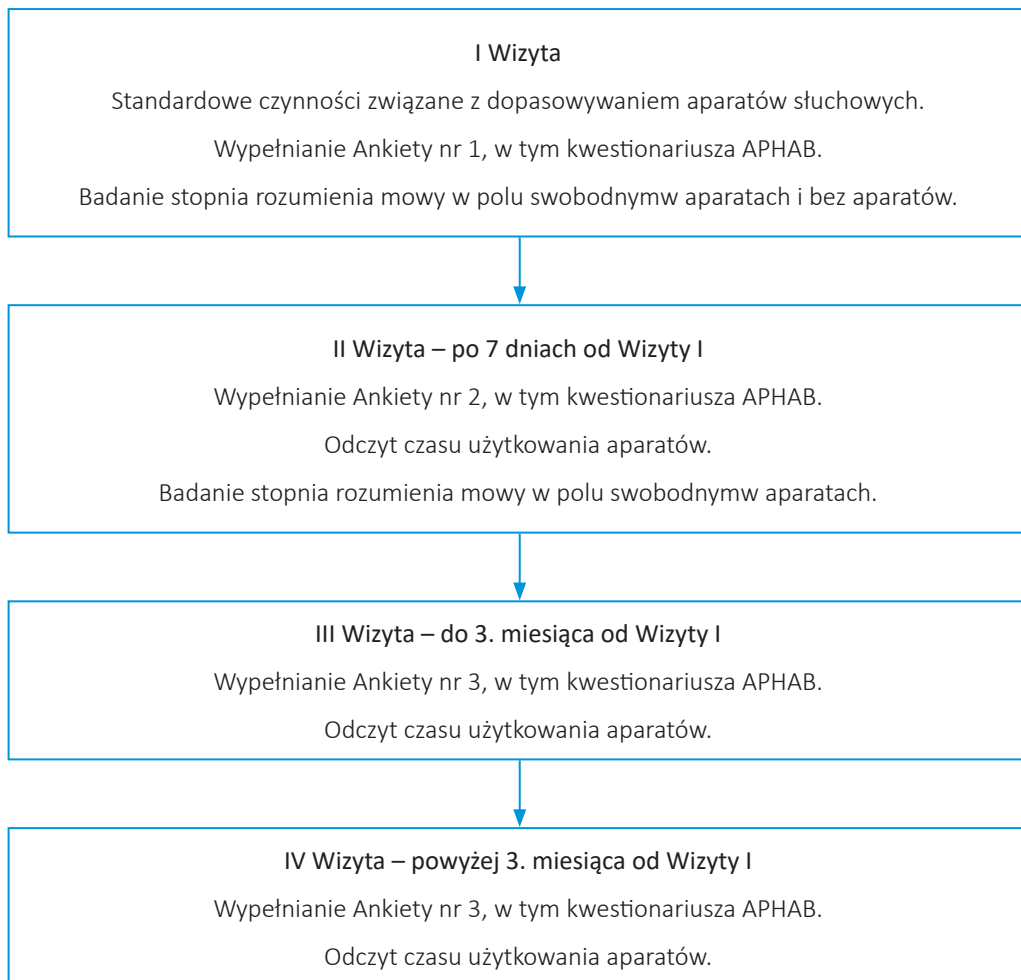 I Wizyta
Standardowe czynności związane z dopasowywaniem aparatów słuchowych.
Wypełnianie Ankiety nr 1, w tym kwestionariusza APHAB.
Badanie stopnia rozumienia mowy w polu swobodnymw aparatach i bez aparatów.
II Wizyta – po 7 dniach od Wizyty I
Wypełnianie Ankiety nr 2, w tym kwestionariusza APHAB.
Odczyt czasu użytkowania aparatów.
Badanie stopnia rozumienia mowy w polu swobodnymw aparatach.
III Wizyta – do 3. miesiąca od Wizyty I
Wypełnianie Ankiety nr 3, w tym kwestionariusza APHAB.
Odczyt czasu użytkowania aparatów.
IV Wizyta – powyżej 3. miesiąca od Wizyty I
Wypełnianie Ankiety nr 3, w tym kwestionariusza APHAB.
Odczyt czasu użytkowania aparatów.